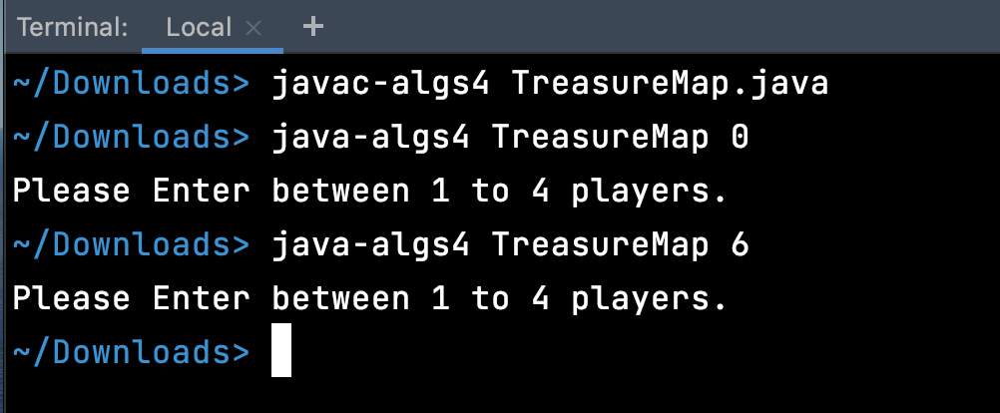 Terminal: Local × +
~/Downloads> javac-algs4 TreasureMap.java
~/Downloads> java-algs4 TreasureMap 0
Please Enter between 1 to 4 players.
~/Downloads> java-algs4 TreasureMap 6
Please Enter between 1 to 4 players.
~/Downloads>